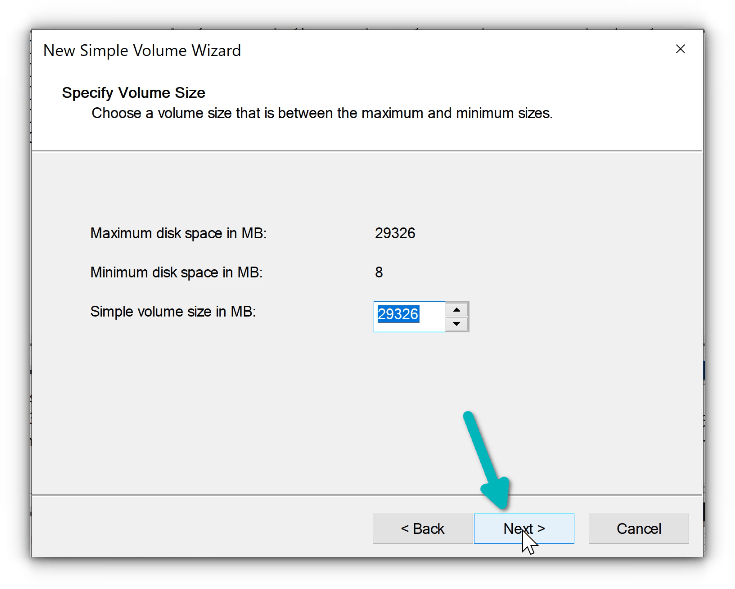 New Simple Volume Wizard
Specify Volume Size
Choose a volume size that is between the maximum and minimum sizes.
Maximum disk space in MB: 29326
Minimum disk space in MB: 8
Simple volume size in MB: 29326
< Back Next > Cancel